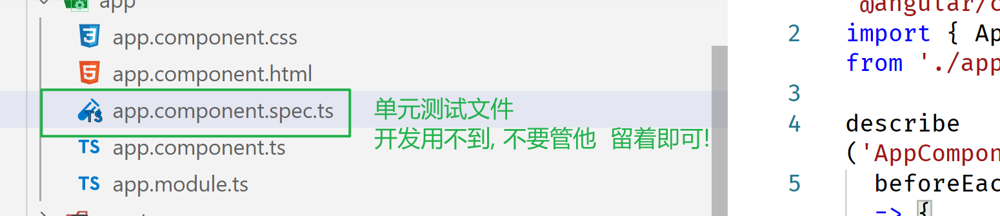 app
app.component.css
app.component.html
app.component.spec.ts
app.component.ts
app.module.ts
单元测试文件
开发用不到, 不要管他 留着即可!
'@angular/c
2 import { Ap
from './app
3
4 describe
('AppCompon
5 beforeEac
=> {